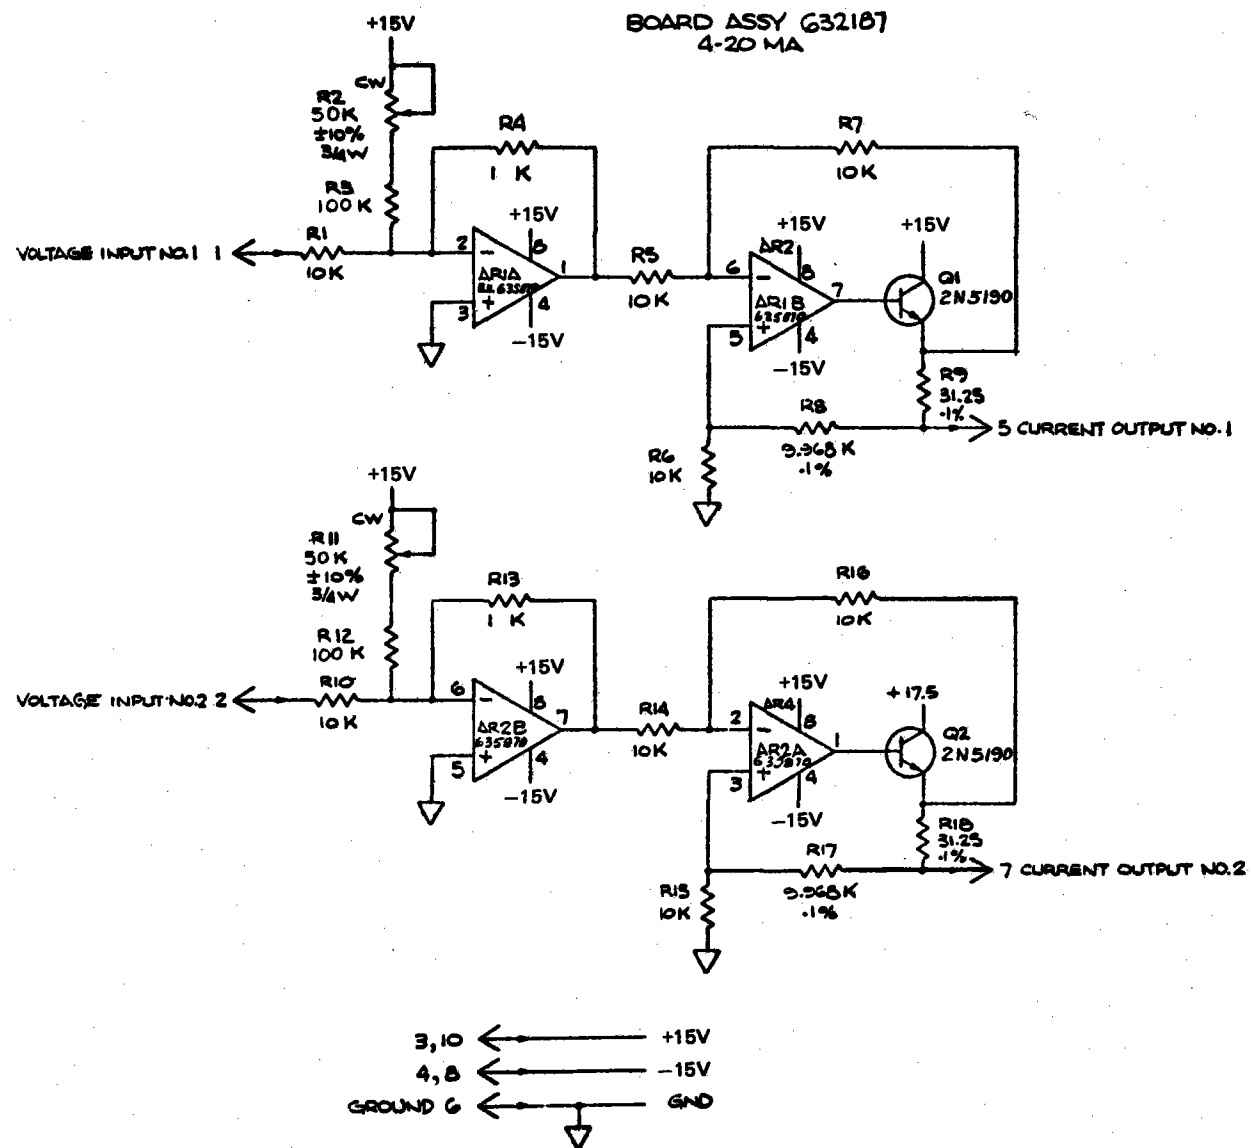 BOARD ASSY 632187
4-20 MA
+15V
CW
R2
50K
±10%
3/4W
R3
100K
R4
1 K
R7
10K
VOLTAGE INPUT NO.1 1
R1
10K
+15V
2
-
8
AR1A
1
3
+
4
-15V
R5
10K
+15V
AR2
6
-
8
AR1B
7
5
+
4
-15V
+15V
Q1
2N5190
R9
31.25
.1%
R8
9.968K
.1%
5 CURRENT OUTPUT NO.1
R6
10K
+15V
CW
R11
50K
±10%
3/4W
R12
100K
R13
1 K
R16
10K
VOLTAGE INPUT NO.2 2
R10
10K
+15V
6
-
8
AR2B
635870
7
5
+
4
-15V
R14
10K
+15V
AR4
2
-
8
AR2A
635870
1
3
+
4
-15V
+17.5
Q2
2N5190
R18
31.25
.1%
R17
9.968K
.1%
7 CURRENT OUTPUT NO.2
R15
10K
3,10 +15V
4,8 -15V
GROUND 6 GND